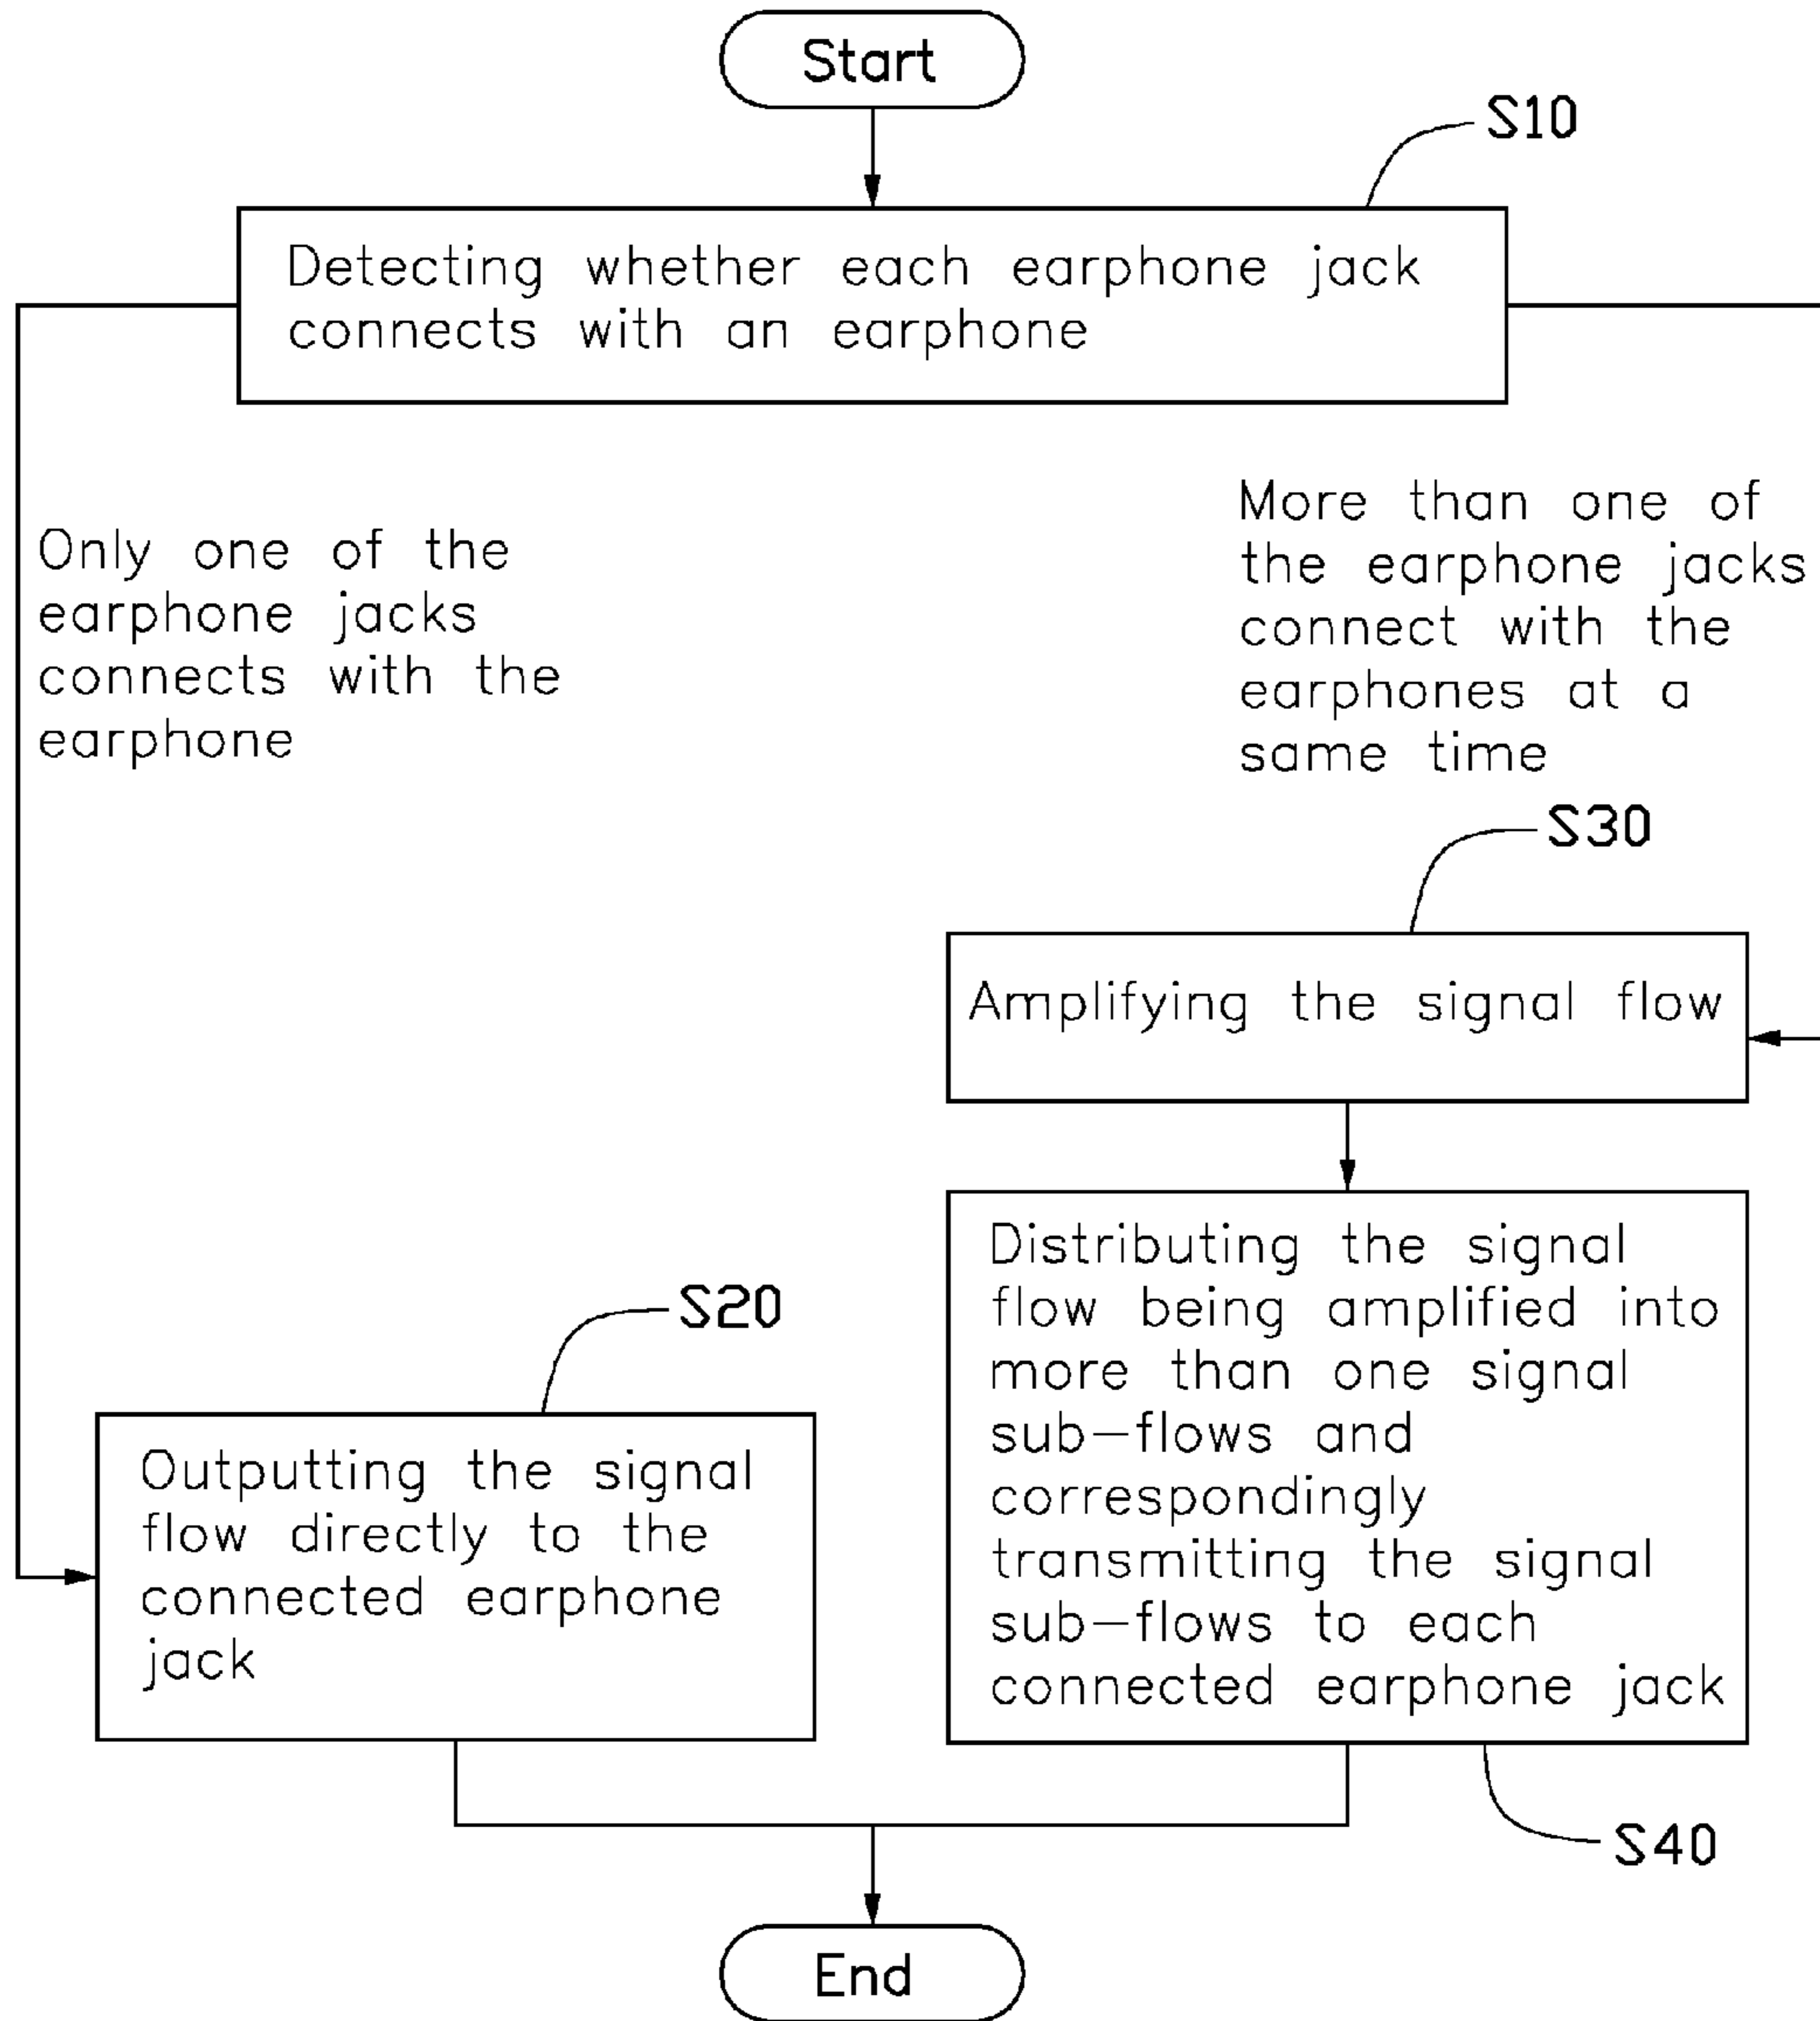 Start
S10
Detecting whether each earphone jack
connects with an earphone
Only one of the
earphone jacks
connects with the
earphone
More than one of
the earphone jacks
connect with the
earphones at a
same time
S30
Amplifying the signal flow
S20
Outputting the signal
flow directly to the
connected earphone
jack
Distributing the signal
flow being amplified into
more than one signal
sub-flows and
correspondingly
transmitting the signal
sub-flows to each
connected earphone jack
S40
End